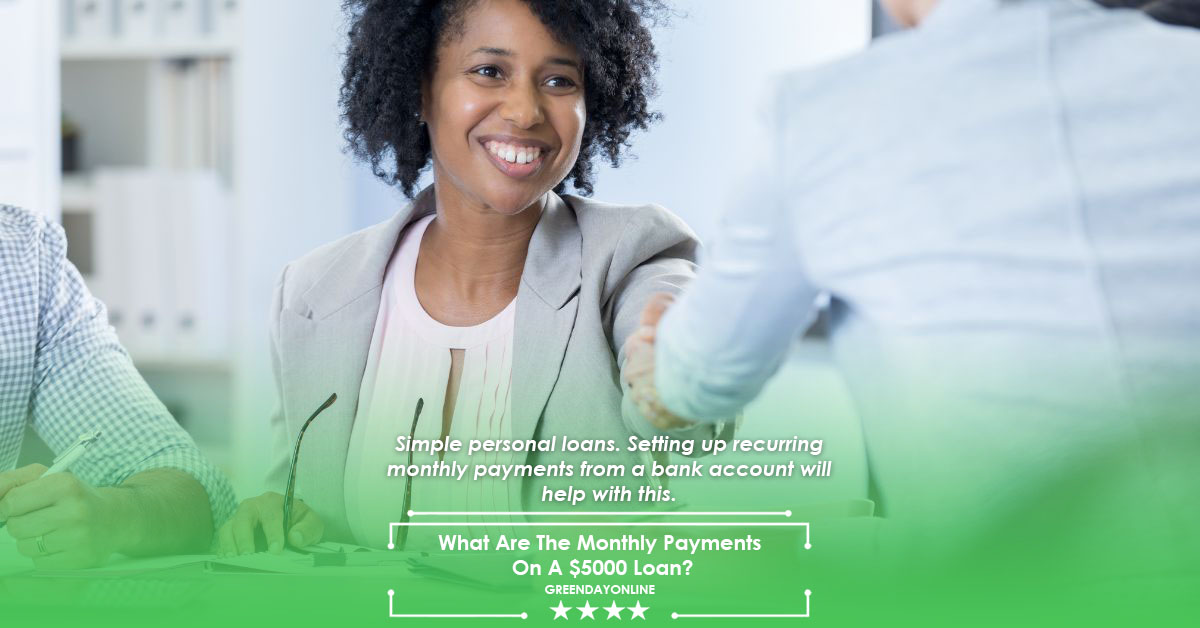 Simple personal loans. Setting up recurring
monthly payments from a bank account will
help with this.
What Are The Monthly Payments
On A $5000 Loan?
GREENDAYONLINE